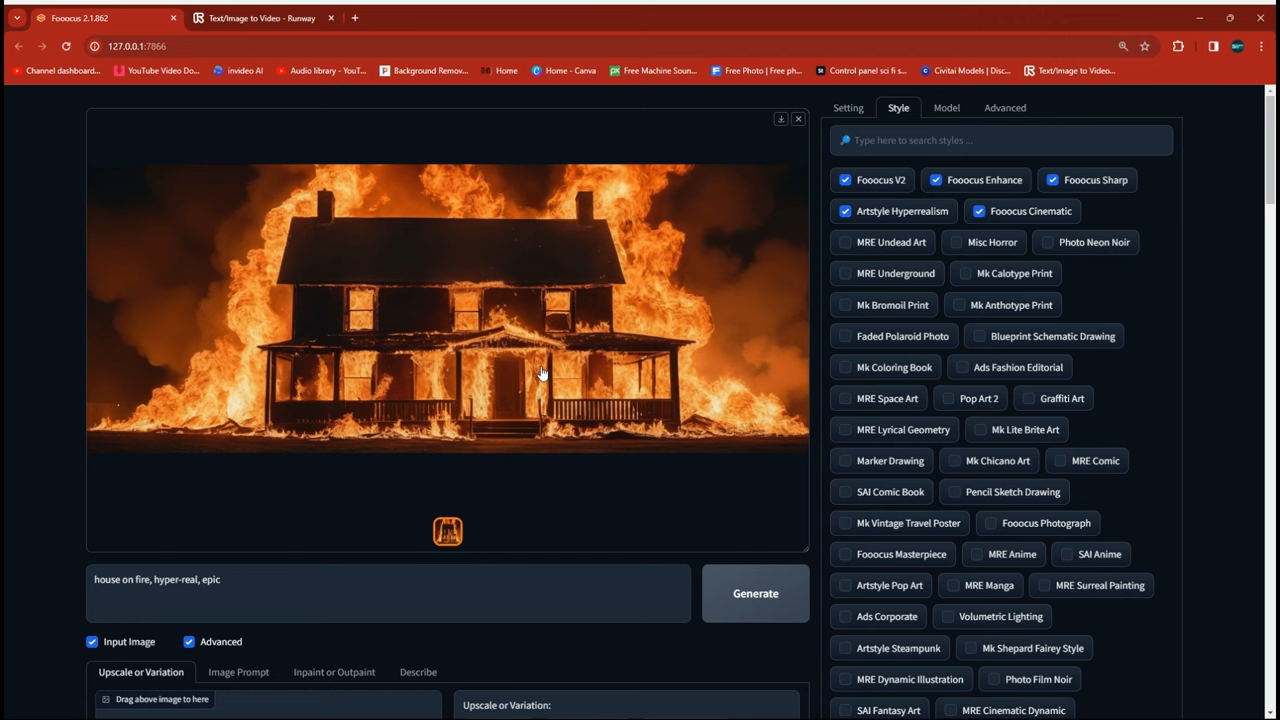 Fooocus 2.1.862
Text/Image to Video - Runway
127.0.0.1:7866
Channel dashboard...
YouTube Video Do...
invideo AI
Audio library - YouT...
Background Remov...
Home
Home - Canva
Free Machine Soun...
Free Photo | Free ph...
Control panel sci fi s...
Civitai Models | Disc...
Text/Image to Video...
Setting
Style
Model
Advanced
Type here to search styles ...
Fooocus V2
Fooocus Enhance
Fooocus Sharp
Artstyle Hyperrealism
Fooocus Cinematic
MRE Undead Art
Misc Horror
Photo Neon Noir
MRE Underground
Mk Calotype Print
Mk Bromoil Print
Mk Anthotype Print
Faded Polaroid Photo
Blueprint Schematic Drawing
Mk Coloring Book
Ads Fashion Editorial
MRE Space Art
Pop Art 2
Graffiti Art
MRE Lyrical Geometry
Mk Lite Brite Art
Marker Drawing
Mk Chicano Art
MRE Comic
SAI Comic Book
Pencil Sketch Drawing
Mk Vintage Travel Poster
Fooocus Photograph
Fooocus Masterpiece
MRE Anime
SAI Anime
Artstyle Pop Art
MRE Manga
MRE Surreal Painting
Ads Corporate
Volumetric Lighting
Artstyle Steampunk
Mk Shepard Fairey Style
MRE Dynamic Illustration
Photo Film Noir
SAI Fantasy Art
MRE Cinematic Dynamic
house on fire, hyper-real, epic
Generate
Input Image
Advanced
Upscale or Variation
Image Prompt
Inpaint or Outpaint
Describe
Drag above image to here
Upscale or Variation: